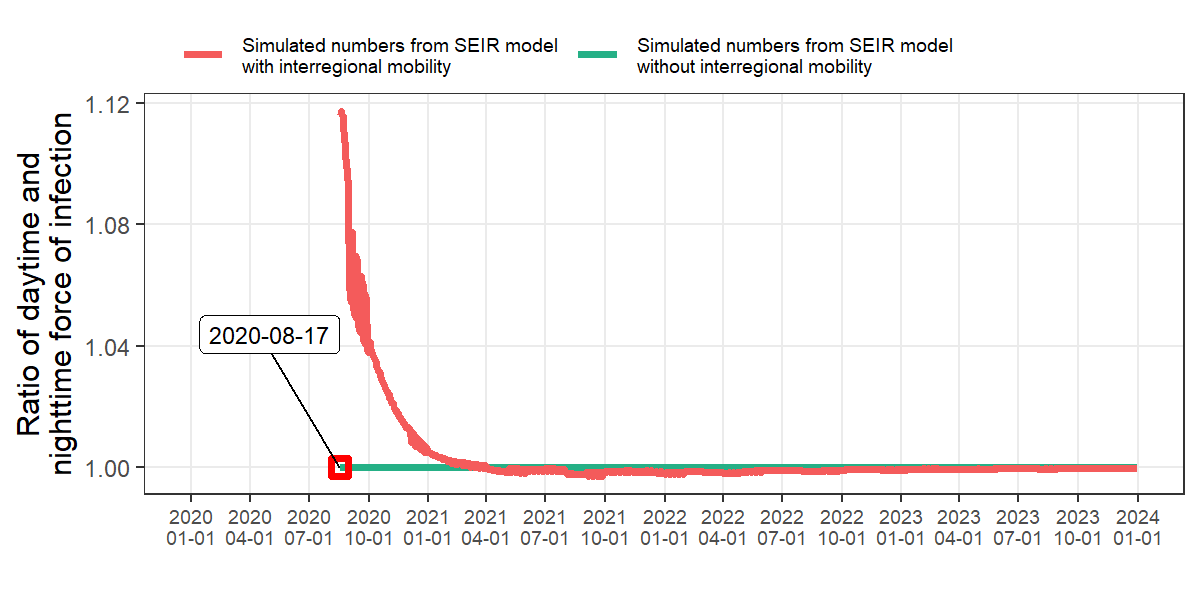 Simulated numbers from SEIR model
with interregional mobility
Simulated numbers from SEIR model
without interregional mobility
Ratio of daytime and
nighttime force of infection
1.12
1.08
1.04
1.00
2020-08-17
2020 2020 2020 2020 2021 2021 2021 2021 2022 2022 2022 2022 2023 2023 2023 2023 2024
01-01 04-01 07-01 10-01 01-01 04-01 07-01 10-01 01-01 04-01 07-01 10-01 01-01 04-01 07-01 10-01 01-01